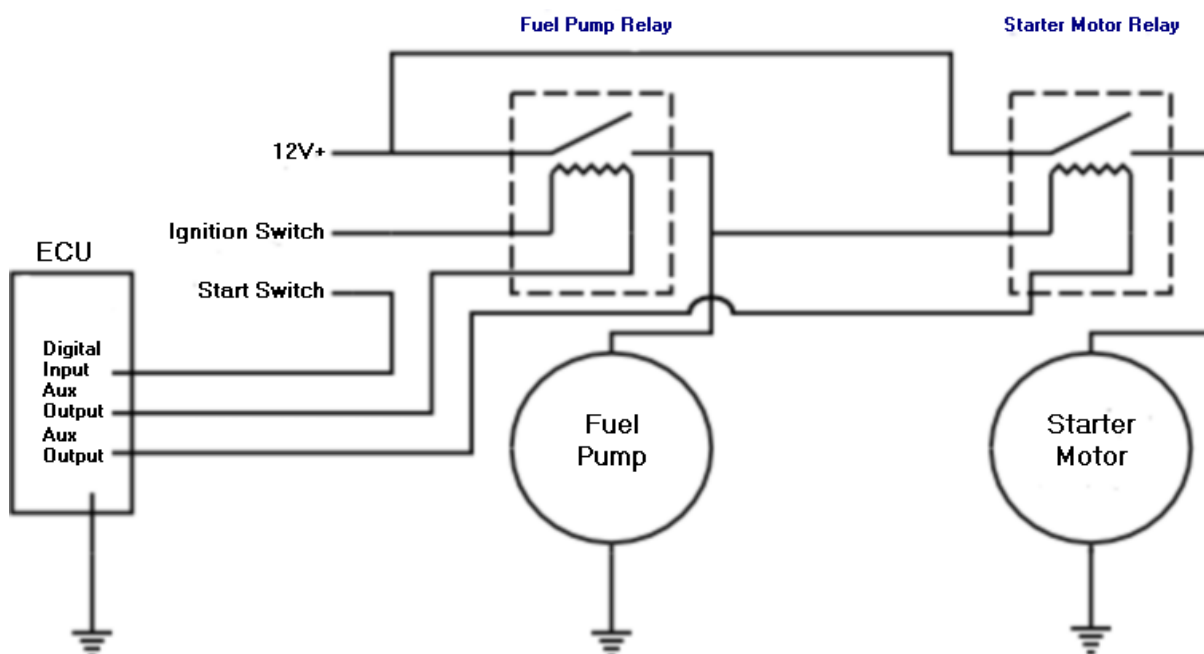 Fuel Pump Relay
Starter Motor Relay
12V+
Ignition Switch
ECU
Start Switch
Digital
Input
Aux
Output
Aux
Output
Fuel
Pump
Starter
Motor